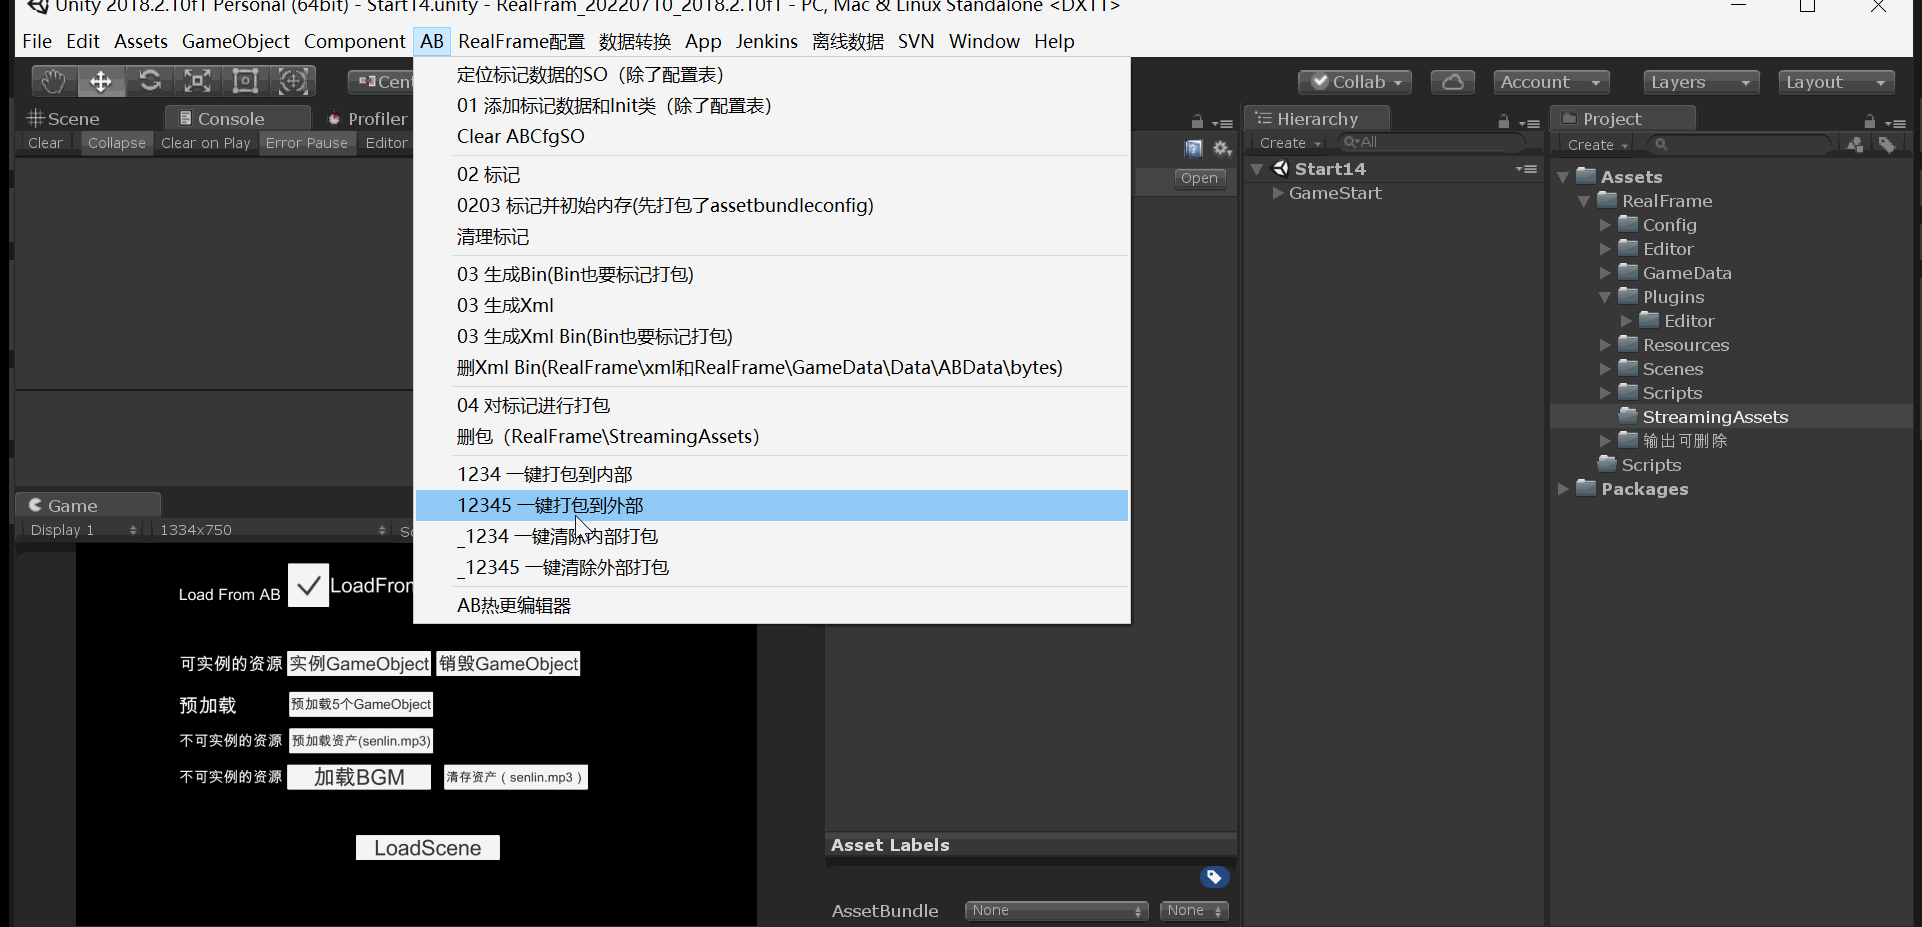 Unity 2018.2.10f1 Personal (64bit) - Start14.unity - RealFram_20220710_2018.2.10f1 - PC, Mac & Linux Standalone <DX11>
File Edit Assets GameObject Component AB RealFrame配置 数据转换 App Jenkins 离线数据 SVN Window Help
Cent
Collab Account Layers Layout
Scene Console Profiler
Clear Collapse Clear on Play Error Pause Editor
定位标记数据的SO（除了配置表）
01 添加标记数据和Init类（除了配置表）
Clear ABCfgSO
02 标记
0203 标记并初始内存(先打包了assetbundleconfig)
清理标记
03 生成Bin(Bin也要标记打包)
03 生成Xml
03 生成Xml Bin(Bin也要标记打包)
删Xml Bin(RealFrame\xml和RealFrame\GameData\Data\ABData\bytes)
04 对标记进行打包
删包（RealFrame\StreamingAssets）
1234 一键打包到内部
12345 一键打包到外部
_1234 一键清除内部打包
_12345 一键清除外部打包
AB热更编辑器
Open
Hierarchy
Create All
Start14
GameStart
Project
Create
Assets
RealFrame
Config
Editor
GameData
Plugins
Editor
Resources
Scenes
Scripts
StreamingAssets
输出可删除
Scripts
Packages
Game
Display 1 1334x750 Sc
Load From AB LoadFrom
可实例的资源 实例GameObject 销毁GameObject
预加载 预加载5个GameObject
不可实例的资源 预加载资产(senlin.mp3)
不可实例的资源 加载BGM 清存资产（senlin.mp3）
LoadScene
Asset Labels
AssetBundle None None